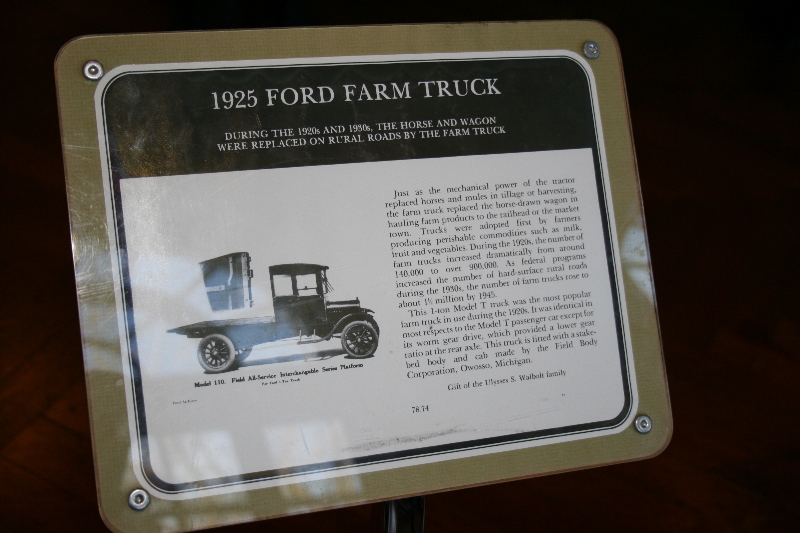 1925 FORD FARM TRUCK
DURING THE 1920s AND 1930s, THE HORSE AND WAGON
WERE REPLACED ON RURAL ROADS BY THE FARM TRUCK
Just as the mechanical power of the tractor
replaced horses and mules in tillage or harvesting,
the farm truck replaced the horse-drawn wagon in
hauling farm products to the railhead or the market
town. Trucks were adopted first by farmers
producing perishable commodities such as milk,
fruit and vegetables. During the 1920s, the number of
farm trucks increased dramatically from around
140,000 to over 900,000. As federal programs
increased the number of hard-surface rural roads
during the 1930s, the number of farm trucks rose to
about 1½ million by 1945.
This 1-ton Model T truck was the most popular
farm truck in use during the 1920s. It was identical in
most respects to the Model T passenger car except for
its worm gear drive, which provided a lower gear
ratio at the rear axle. This truck is fitted with a stake-
bed body and cab made by the Field Body
Corporation, Owosso, Michigan.
Gift of the Ulysses S. Walbolt family
78.74
Model 110. Field All-Service Interchangable Series Platform
For Ford 1-Ton Truck